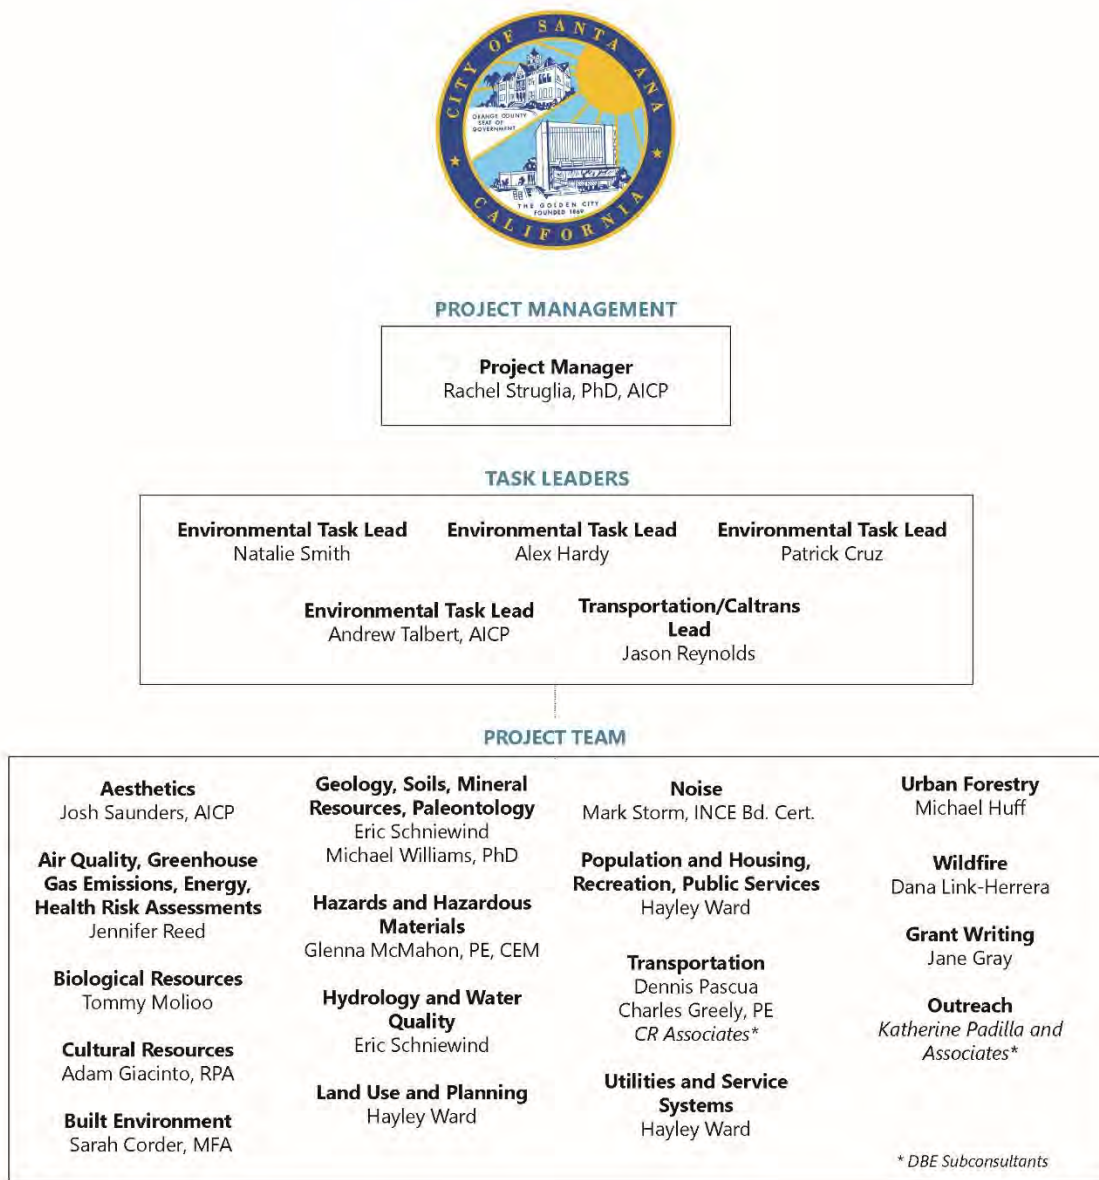 CITY OF SANTA ANA
ORANGE COUNTY
SEAT OF
GOVERNMENT
THE GOLDEN CITY
FOUNDED 1869
CALIFORNIA
PROJECT MANAGEMENT
Project Manager
Rachel Struglia, PhD, AICP
TASK LEADERS
Environmental Task Lead
Natalie Smith
Environmental Task Lead
Alex Hardy
Environmental Task Lead
Patrick Cruz
Environmental Task Lead
Andrew Talbert, AICP
Transportation/Caltrans
Lead
Jason Reynolds
PROJECT TEAM
Aesthetics
Josh Saunders, AICP
Air Quality, Greenhouse
Gas Emissions, Energy,
Health Risk Assessments
Jennifer Reed
Biological Resources
Tommy Molioo
Cultural Resources
Adam Giacinto, RPA
Built Environment
Sarah Corder, MFA
Geology, Soils, Mineral
Resources, Paleontology
Eric Schniewind
Michael Williams, PhD
Hazards and Hazardous
Materials
Glenna McMahon, PE, CEM
Hydrology and Water
Quality
Eric Schniewind
Land Use and Planning
Hayley Ward
Noise
Mark Storm, INCE Bd. Cert.
Population and Housing,
Recreation, Public Services
Hayley Ward
Transportation
Dennis Pascua
Charles Greely, PE
CR Associates*
Utilities and Service
Systems
Hayley Ward
Urban Forestry
Michael Huff
Wildfire
Dana Link-Herrera
Grant Writing
Jane Gray
Outreach
Katherine Padilla and
Associates*
* DBE Subconsultants